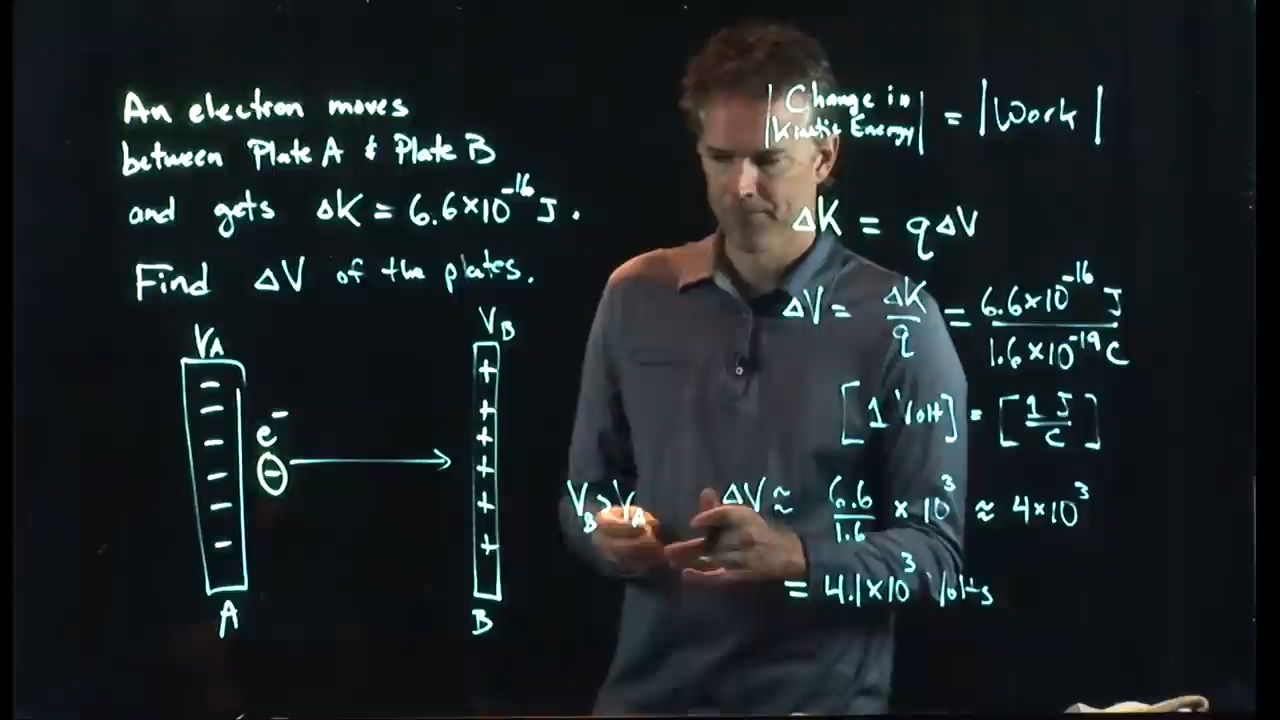 An electron moves
between Plate A & Plate B
and gets ΔK = 6.6×10⁻¹⁶ J.
Find ΔV of the plates.
V_A
V_B
− − − − − −
+ + + + + +
e⁻
−
A
B
|Change in Kinetic Energy| = |Work|
ΔK = qΔV
ΔV = ΔK/q = 6.6×10⁻¹⁶ J / 1.6×10⁻¹⁹ C
[1 Volt] = [1 J/C]
V_B > V_A
ΔV ≈ 6.6/1.6 × 10³ ≈ 4×10³
= 4.1×10³ Volts